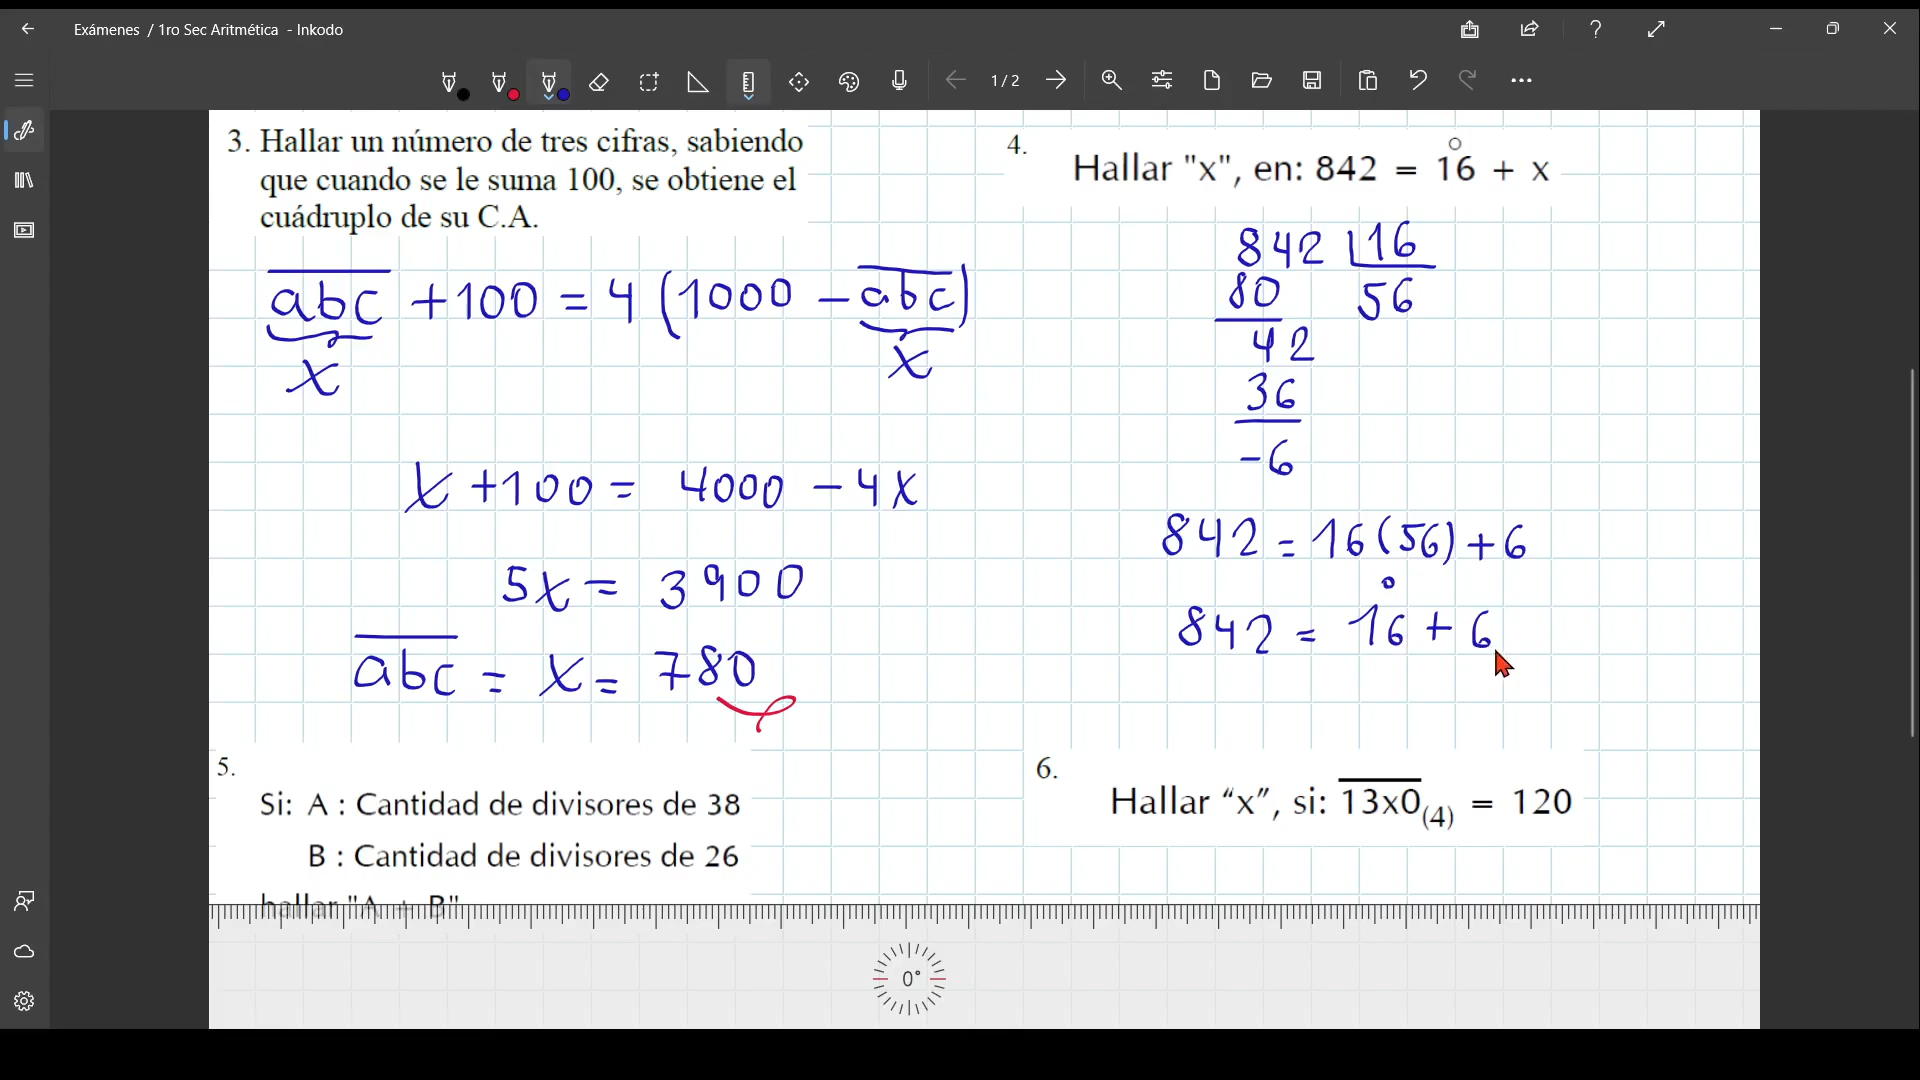 Exámenes / 1ro Sec Aritmética - Inkodo
1 / 2
3. Hallar un número de tres cifras, sabiendo
que cuando se le suma 100, se obtiene el
cuádruplo de su C.A.
abc + 100 = 4 (1000 - abc)
x x
x + 100 = 4000 - 4x
5x = 3900
abc = x = 780
4.
Hallar "x", en: 842 = 16 + x
842 | 16
80 56
42
36
- 6
842 = 16 (56) + 6
842 = 16 + 6
5.
Si: A : Cantidad de divisores de 38
B : Cantidad de divisores de 26
hallar "A + B"
6.
Hallar “x”, si: 13x0(4) = 120
0°